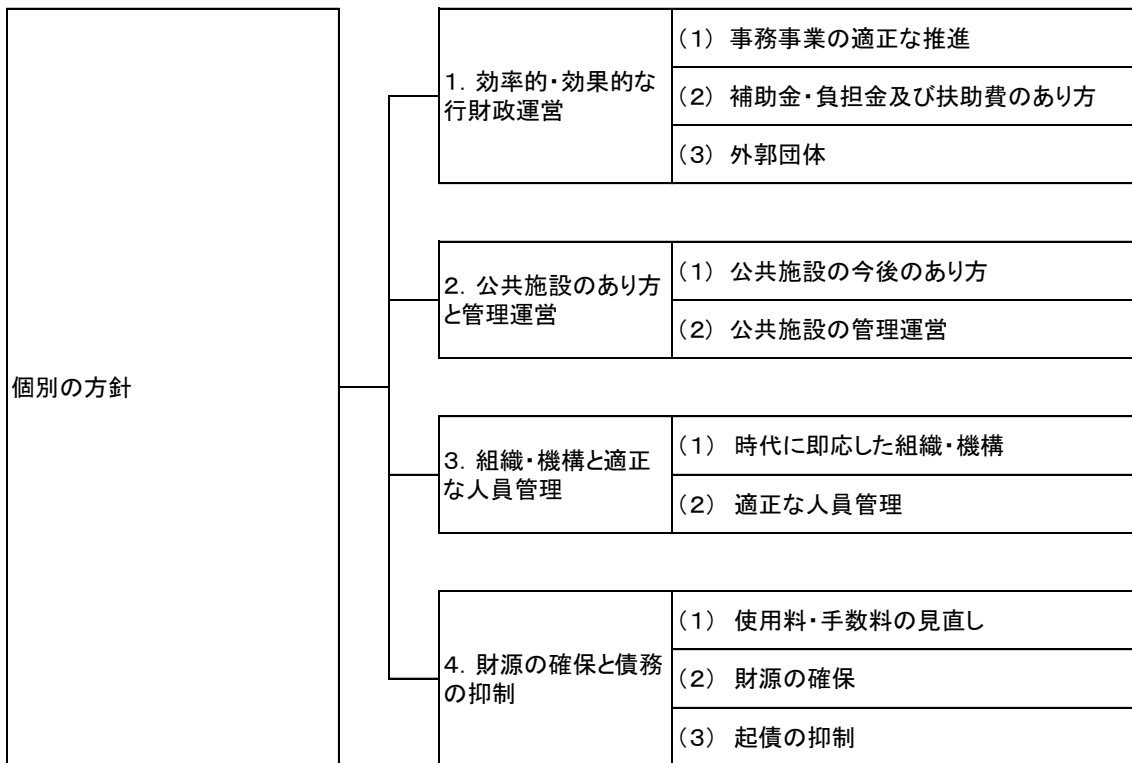 個別の方針
1．効率的・効果的な
行財政運営
（1） 事務事業の適正な推進
（2） 補助金・負担金及び扶助費のあり方
（3） 外郭団体
2．公共施設のあり方
と管理運営
（1） 公共施設の今後のあり方
（2） 公共施設の管理運営
3．組織・機構と適正
な人員管理
（1） 時代に即応した組織・機構
（2） 適正な人員管理
4．財源の確保と債務
の抑制
（1） 使用料・手数料の見直し
（2） 財源の確保
（3） 起債の抑制